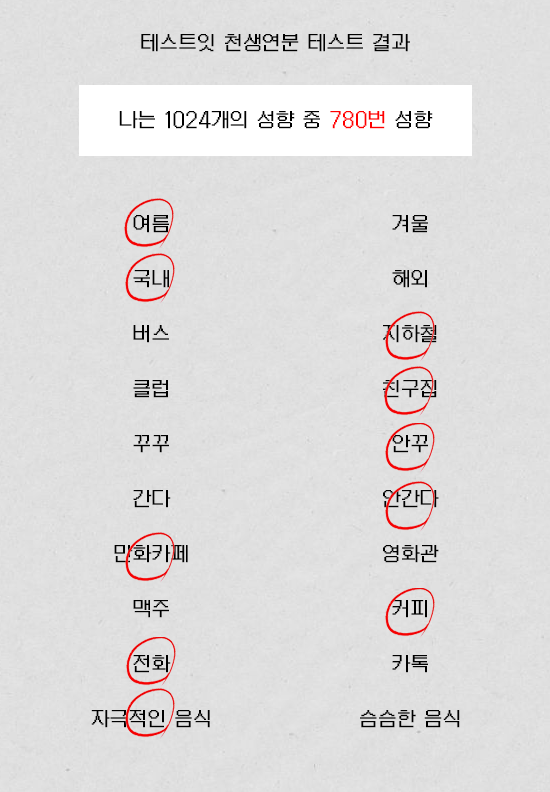 테스트잇 천생연분 테스트 결과
나는 1024개의 성향 중 780번 성향
여름 겨울
국내 해외
버스 지하철
클럽 친구집
꾸꾸 안꾸
간다 안간다
만화카페 영화관
맥주 커피
전화 카톡
자극적인 음식 슴슴한 음식